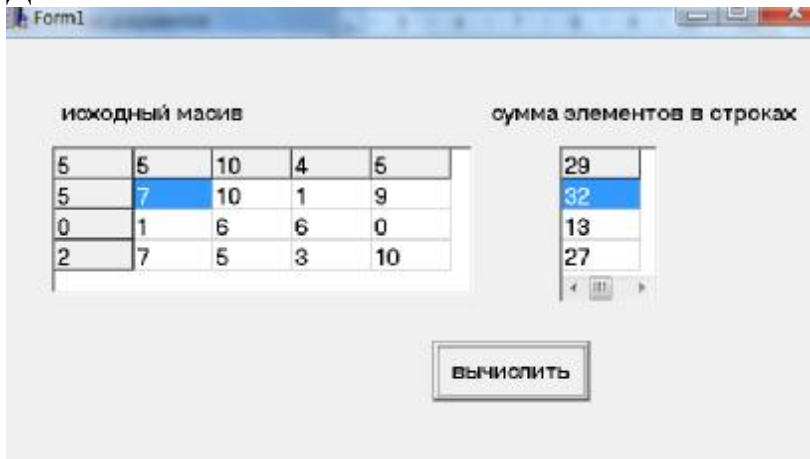 Form1
исходный масив
сумма элементов в строках
5 5 10 4 5
5 7 10 1 9
0 1 6 6 0
2 7 5 3 10
29
32
13
27
вычислить